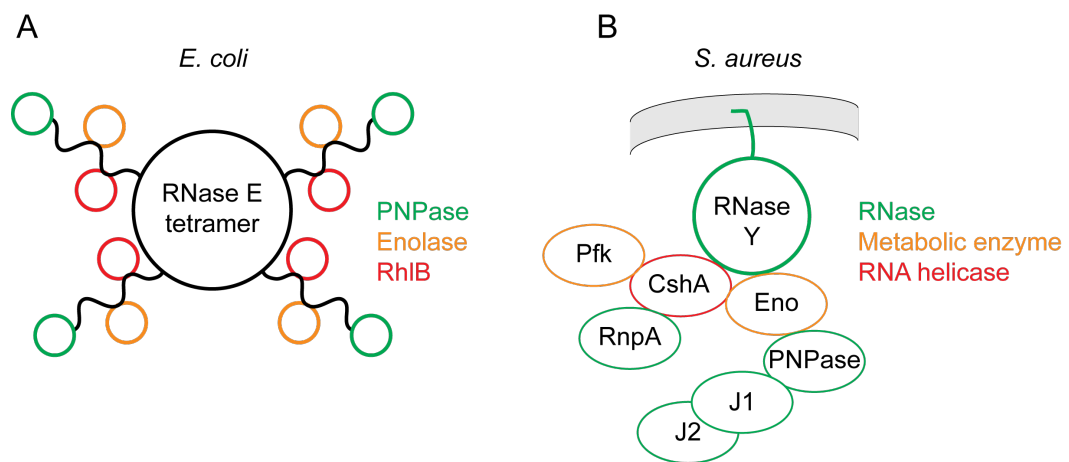 A
E. coli
RNase E
tetramer
PNPase
Enolase
RhlB
B
S. aureus
RNase
Y
Pfk
CshA
Eno
RnpA
PNPase
J1
J2
RNase
Metabolic enzyme
RNA helicase